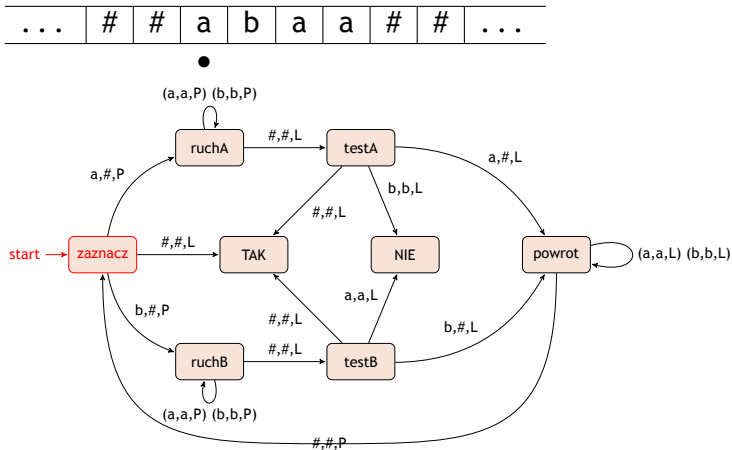 ... # # a b a a # # ...
(a,a,P) (b,b,P)
ruchA
#,#,L
testA
a,#,L
a,#,P
b,b,L
#,#,L
start
zaznacz
#,#,L
TAK
NIE
powrot
(a,a,L) (b,b,L)
a,a,L
b,#,P
#,#,L
b,#,L
ruchB
#,#,L
testB
(a,a,P) (b,b,P)
#,#,P